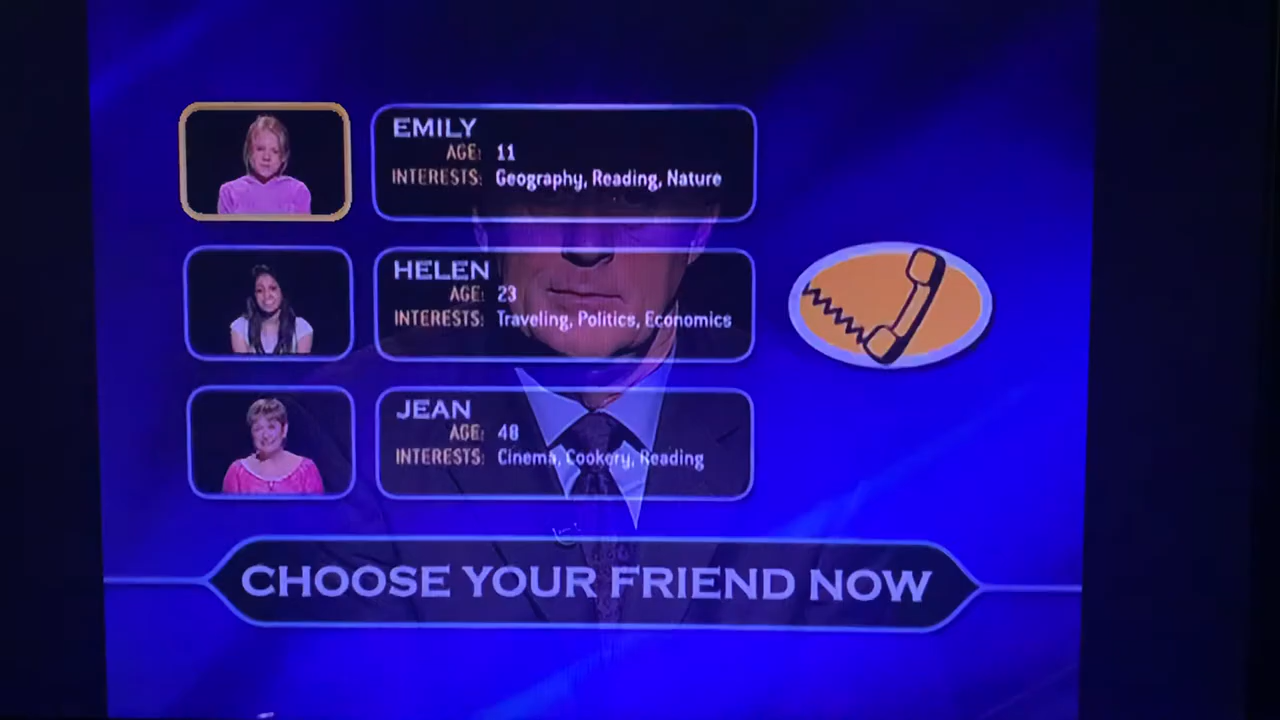 EMILY
AGE: 11
INTERESTS: Geography, Reading, Nature
HELEN
AGE: 23
INTERESTS: Traveling, Politics, Economics
JEAN
AGE: 48
INTERESTS: Cinema, Cookery, Reading
CHOOSE YOUR FRIEND NOW